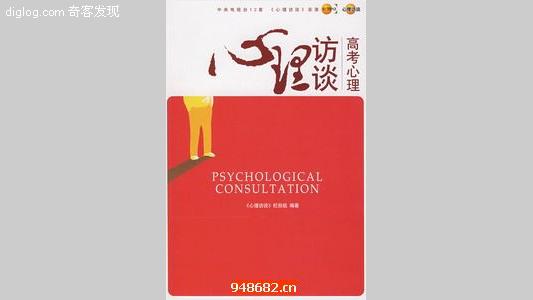 diglog.com 奇客发现
中央电视台12套 《心理访谈》
心理访谈
高考心理
PSYCHOLOGICAL
CONSULTATION
《心理访谈》栏目组 编著
948682.cn